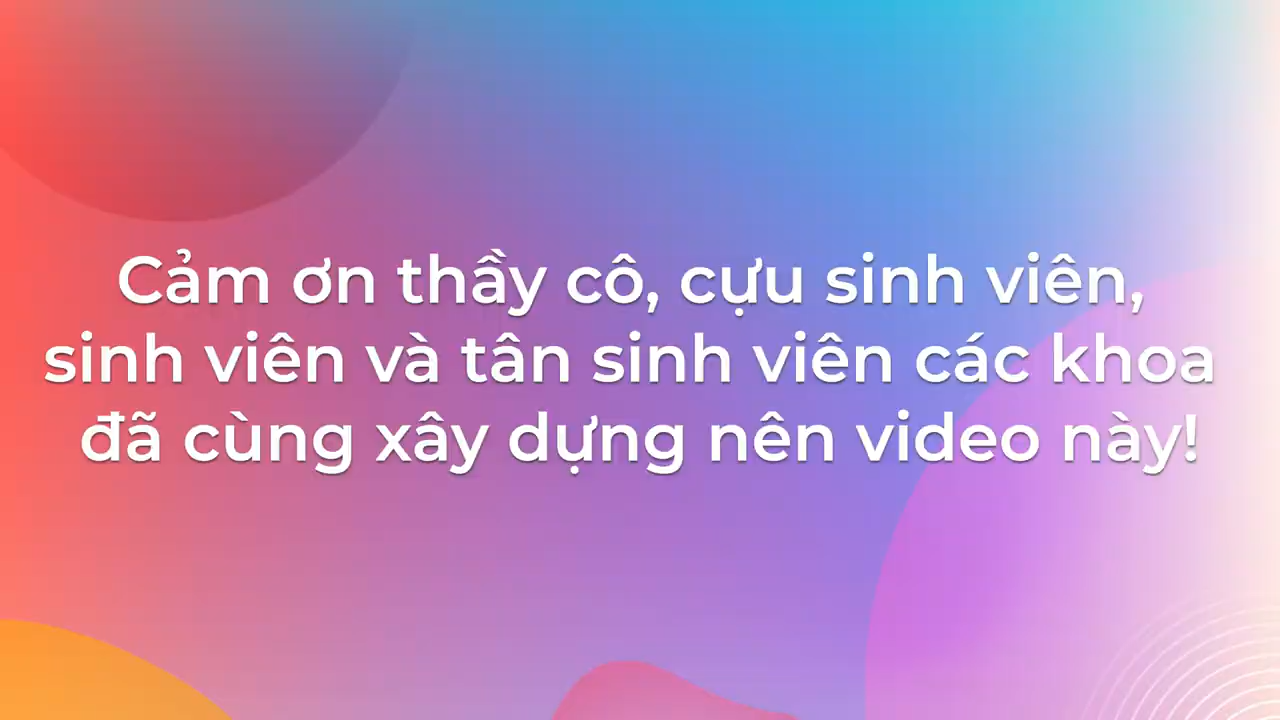 Cảm ơn thầy cô, cựu sinh viên,
sinh viên và tân sinh viên các khoa
đã cùng xây dựng nên video này!